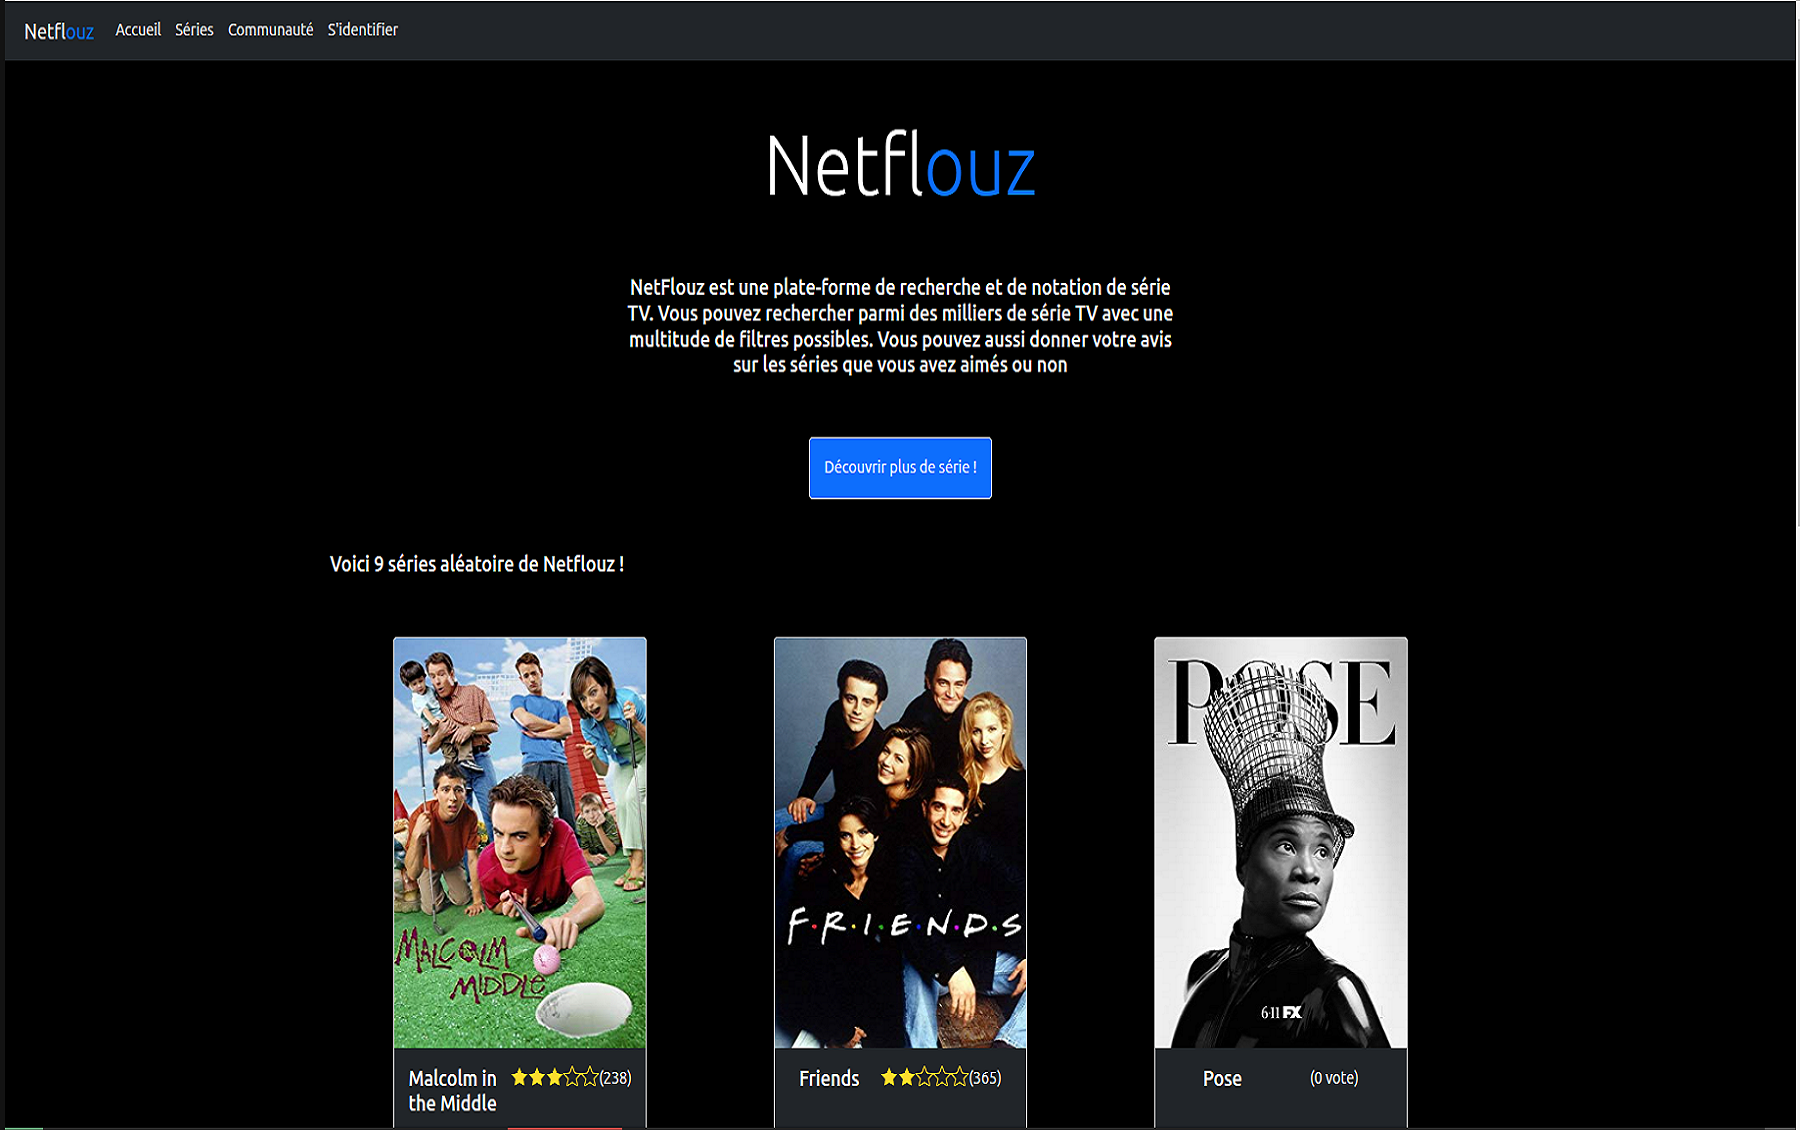 Netflouz Accueil Séries Communauté S'identifier
Netflouz
NetFlouz est une plate-forme de recherche et de notation de série
TV. Vous pouvez rechercher parmi des milliers de série TV avec une
multitude de filtres possibles. Vous pouvez aussi donner votre avis
sur les séries que vous avez aimés ou non
Découvrir plus de série !
Voici 9 séries aléatoire de Netflouz !
MALCOLM
MIDDLE
F·R·I·E·N·D·S
POSE
6·11 FX
Malcolm in
the Middle
(238)
Friends
(365)
Pose
(0 vote)